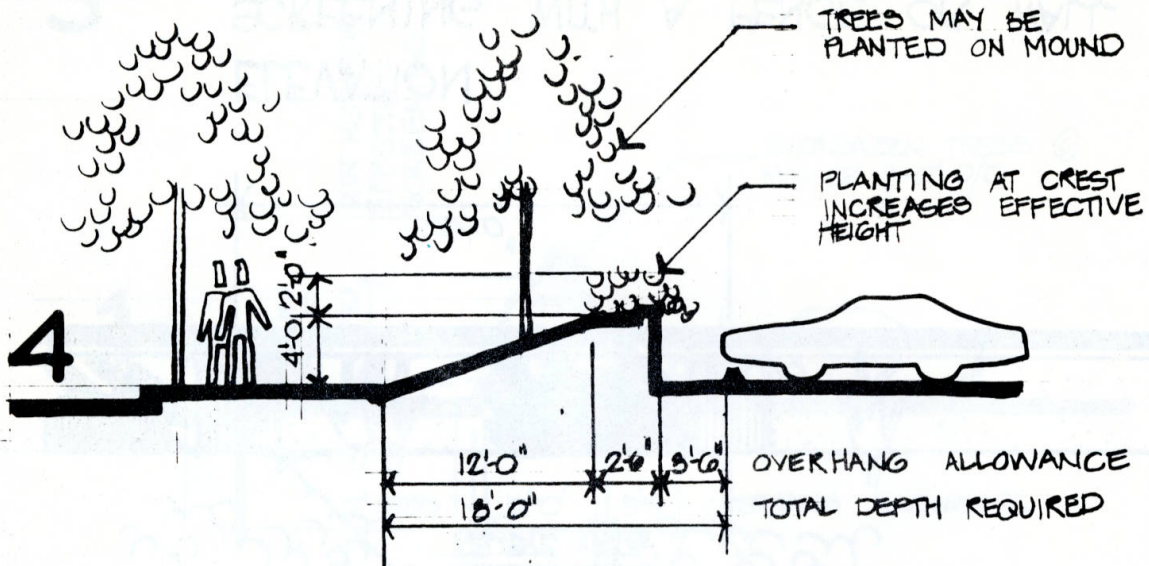 TREES MAY BE
PLANTED ON MOUND
PLANTING AT CREST
INCREASES EFFECTIVE
HEIGHT
2'-0"
4'-0"
4
12'-0" 2'-6" 3'-6" OVERHANG ALLOWANCE
18'-0" TOTAL DEPTH REQUIRED